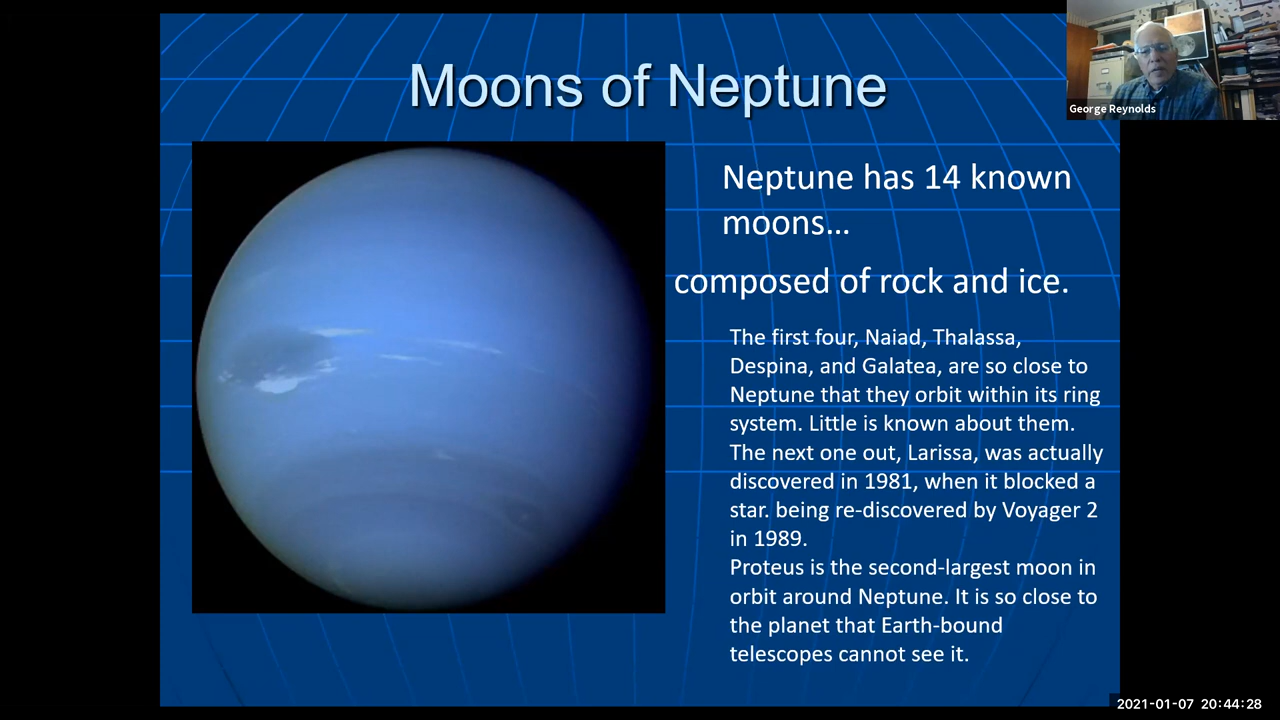 Moons of Neptune
George Reynolds
Neptune has 14 known
moons…
composed of rock and ice.
The first four, Naiad, Thalassa,
Despina, and Galatea, are so close to
Neptune that they orbit within its ring
system. Little is known about them.
The next one out, Larissa, was actually
discovered in 1981, when it blocked a
star. being re-discovered by Voyager 2
in 1989.
Proteus is the second-largest moon in
orbit around Neptune. It is so close to
the planet that Earth-bound
telescopes cannot see it.
2021-01-07 20:44:28